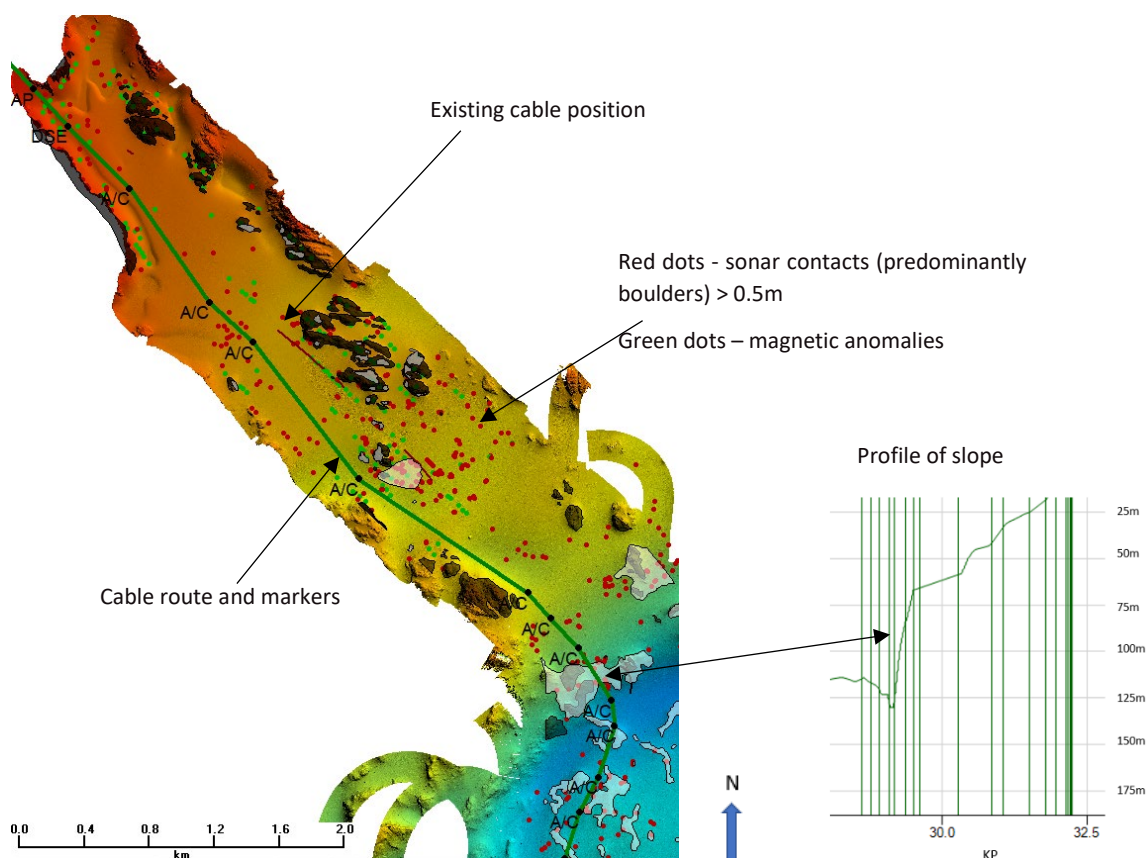 Existing cable position
AP
DSE
A/C
Red dots - sonar contacts (predominantly
boulders) > 0.5m
Green dots – magnetic anomalies
A/C
A/C
Profile of slope
A/C
25m
50m
75m
100m
125m
150m
175m
Cable route and markers
A/C
A/C
A/C
A/C
A/C
A/C
A/C
N
0.0
0.4
0.8
1.2
1.6
2.0
km
30.0
32.5
KP